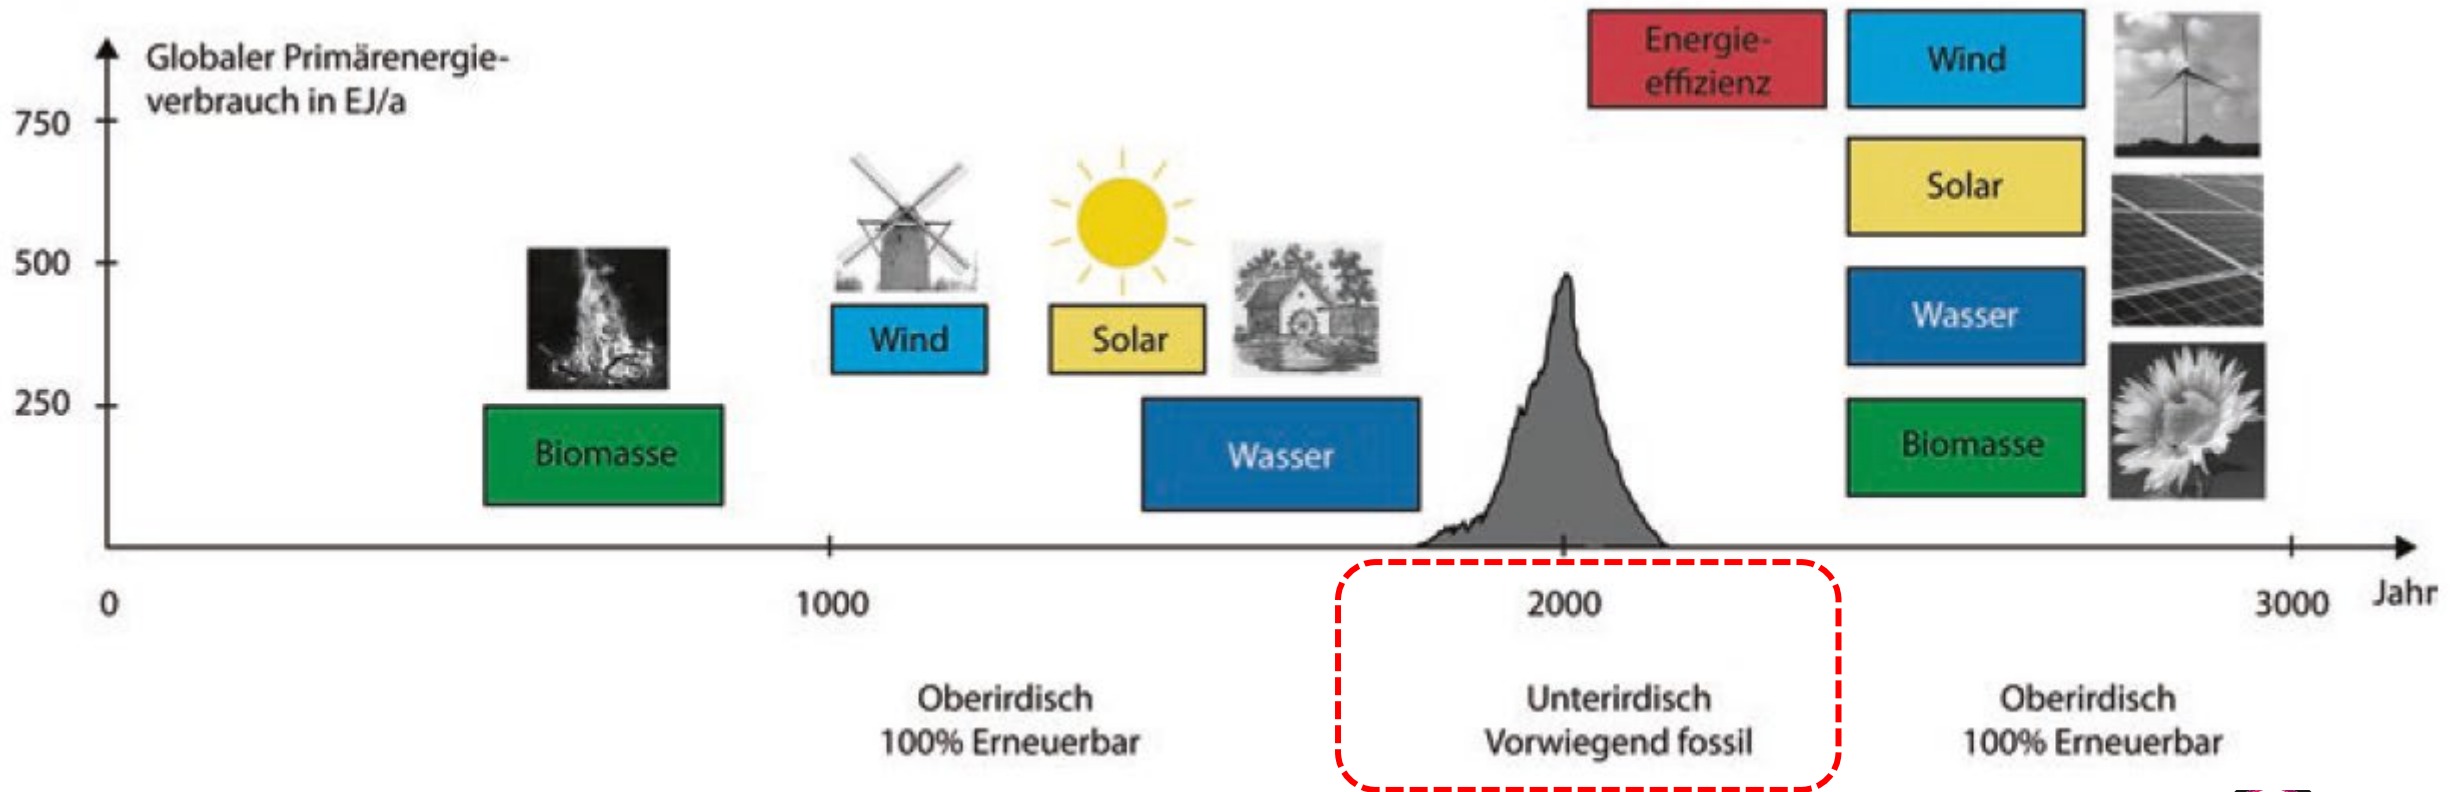 Globaler Primärenergie-
verbrauch in EJ/a
750
500
250
Biomasse
Wind
Solar
Wasser
Energie-
effizienz
Wind
Solar
Wasser
Biomasse
0
1000
2000
3000
Jahr
Oberirdisch
100% Erneuerbar
Unterirdisch
Vorwiegend fossil
Oberirdisch
100% Erneuerbar